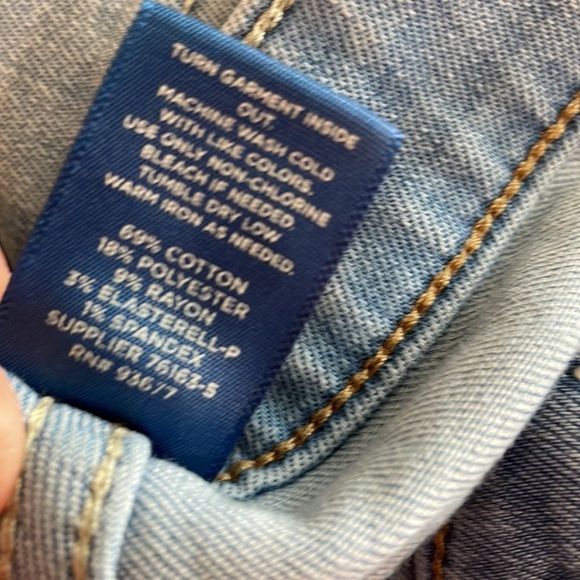 TURN GARMENT INSIDE
OUT.
MACHINE WASH COLD
WITH LIKE COLORS.
USE ONLY NON-CHLORINE
BLEACH IF NEEDED.
TUMBLE DRY LOW
WARM IRON AS NEEDED.
69% COTTON
18% POLYESTER
9% RAYON
3% ELASTERELL-P
1% SPANDEX
SUPPLIER 76163-5
RN# 93677